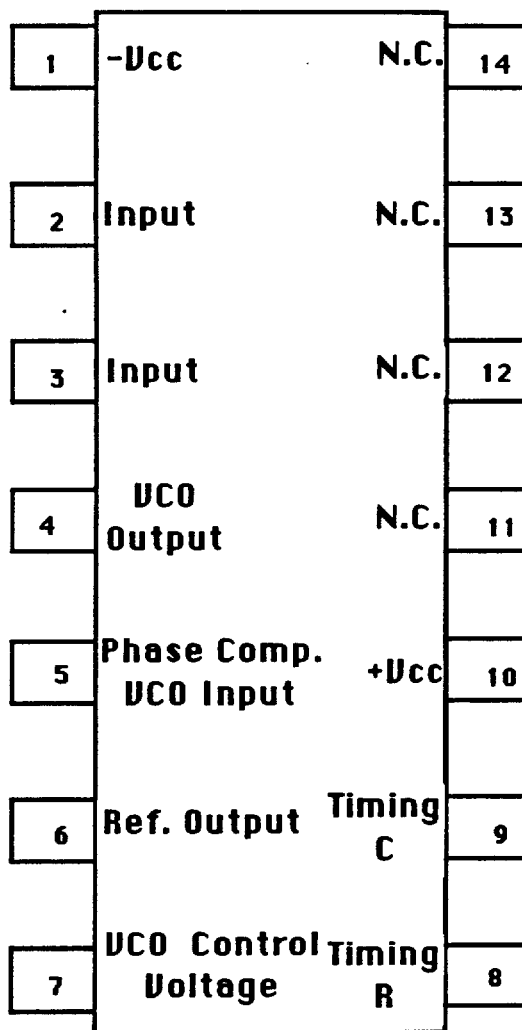 1 -Vcc N.C. 14
2 Input N.C. 13
3 Input N.C. 12
4 VCO Output N.C. 11
5 Phase Comp. VCO Input +Vcc 10
6 Ref. Output Timing C 9
7 VCO Control Voltage Timing R 8